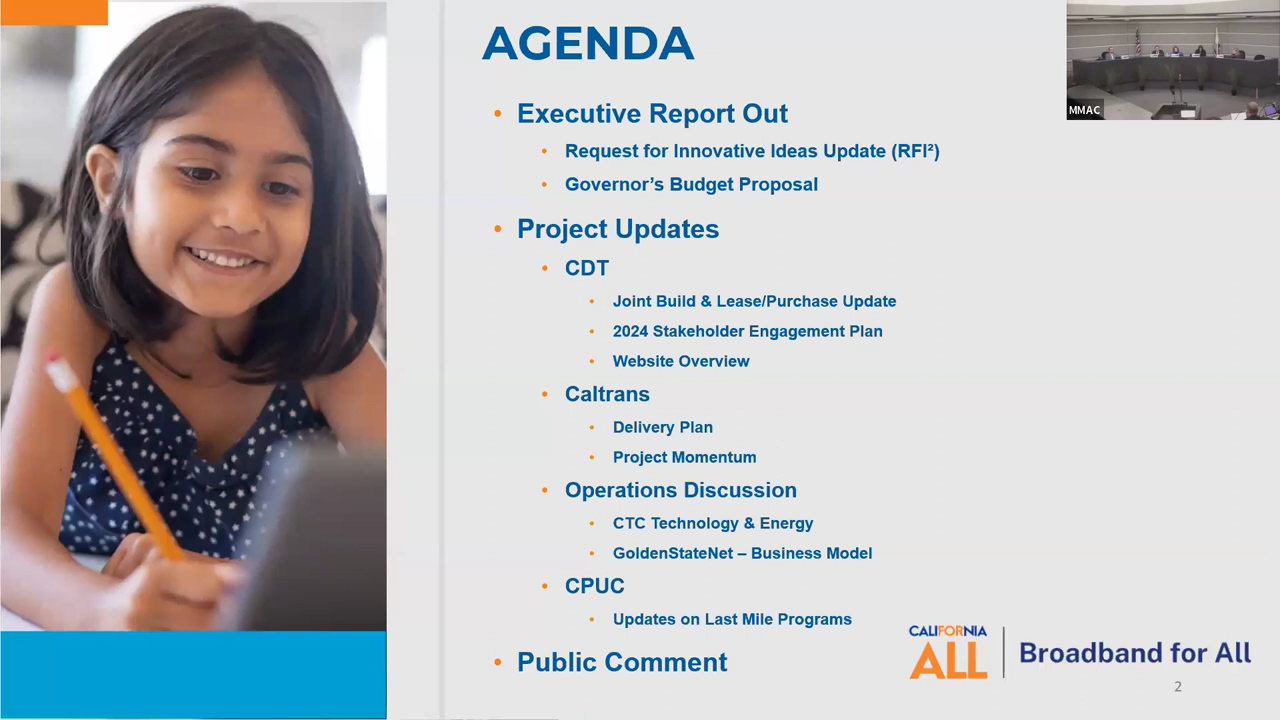 AGENDA
• Executive Report Out
• Request for Innovative Ideas Update (RFI²)
• Governor's Budget Proposal
• Project Updates
• CDT
• Joint Build & Lease/Purchase Update
• 2024 Stakeholder Engagement Plan
• Website Overview
• Caltrans
• Delivery Plan
• Project Momentum
• Operations Discussion
• CTC Technology & Energy
• GoldenStateNet – Business Model
• CPUC
• Updates on Last Mile Programs
• Public Comment
MMAC
CALIFORNIA
ALL
Broadband for All
2